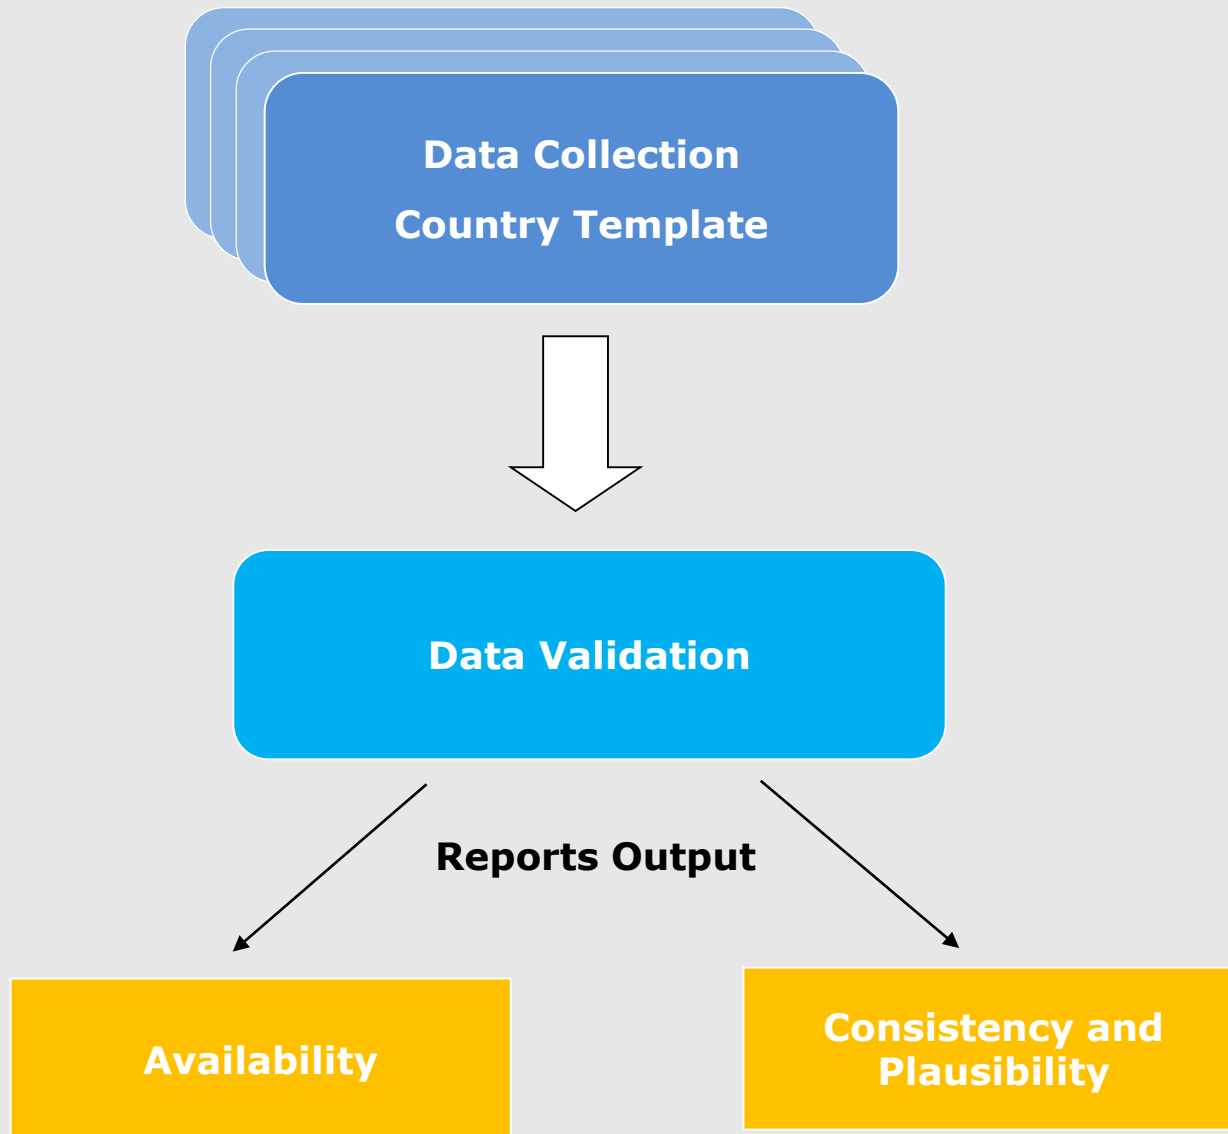 Data Collection
Country Template
Data Validation
Reports Output
Availability
Consistency and
Plausibility